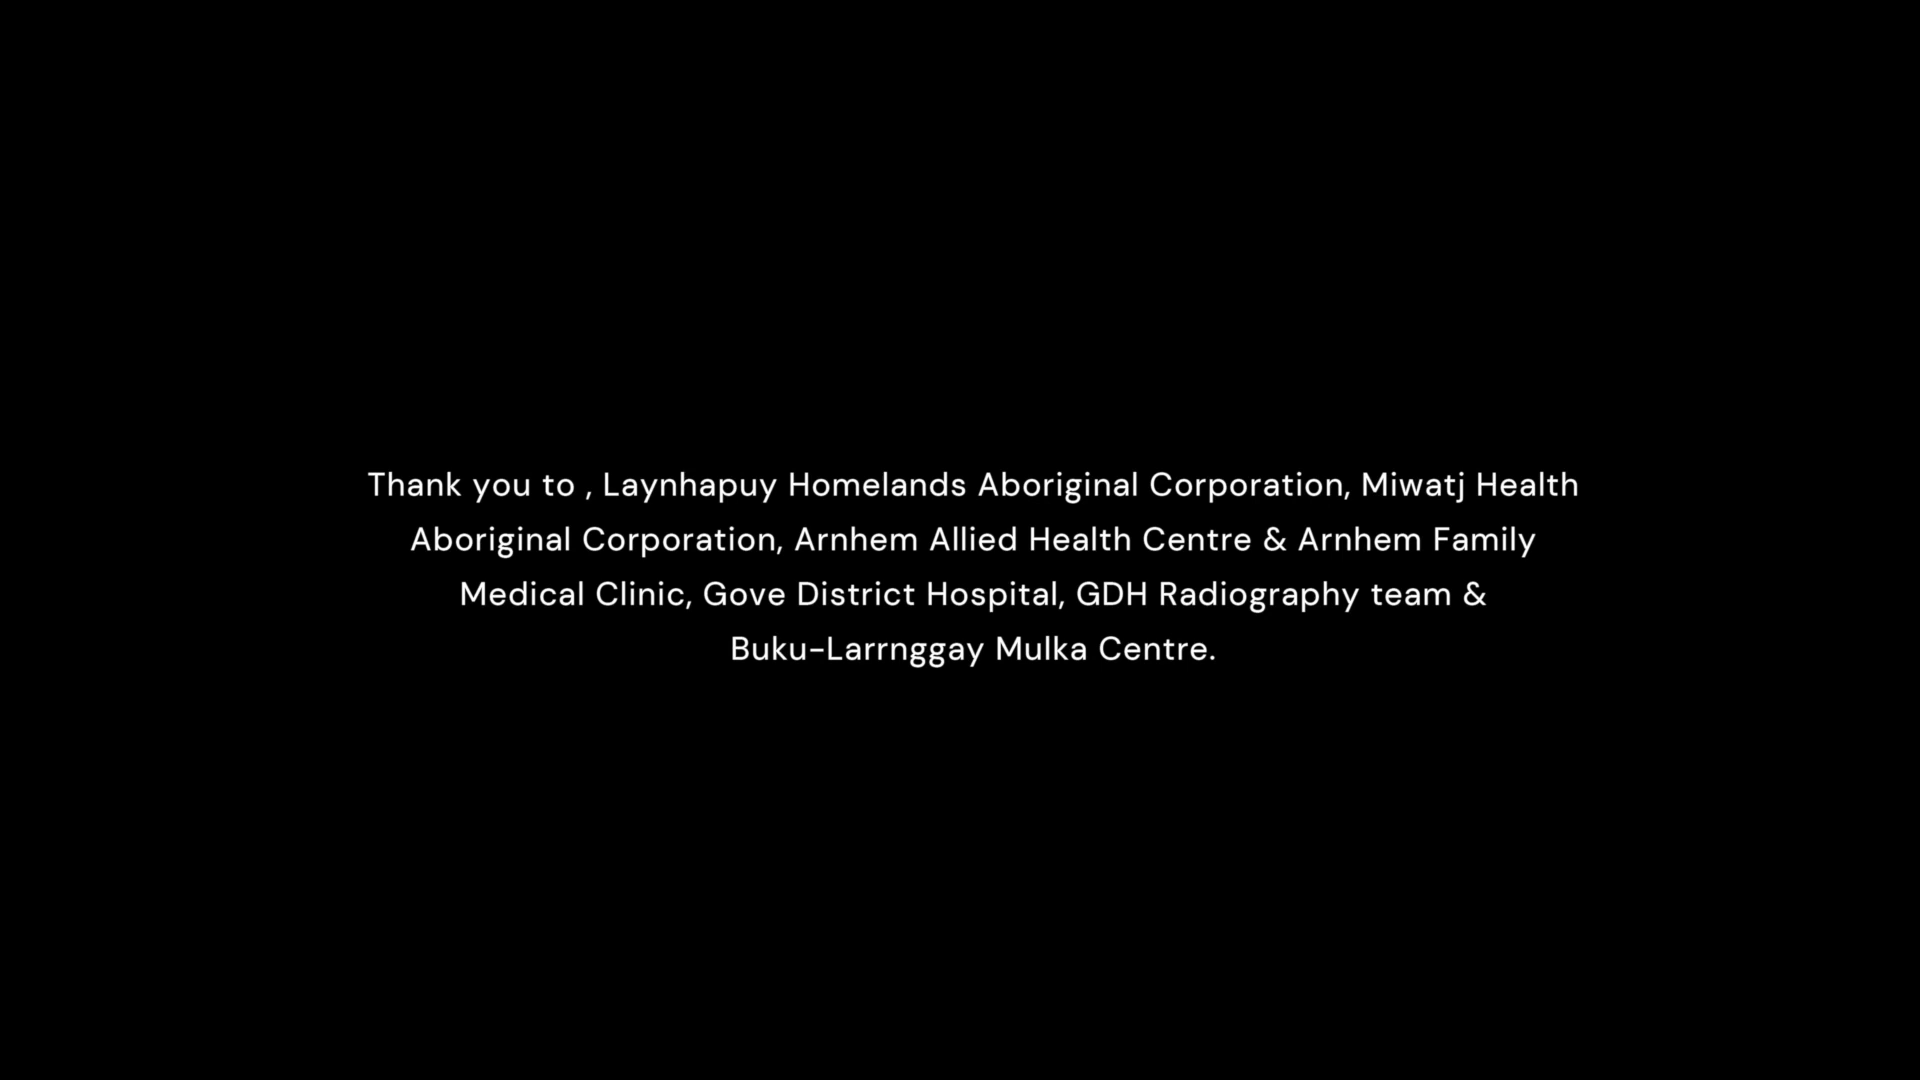 Thank you to , Laynhapuy Homelands Aboriginal Corporation, Miwatj Health
Aboriginal Corporation, Arnhem Allied Health Centre & Arnhem Family
Medical Clinic, Gove District Hospital, GDH Radiography team &
Buku-Larrnggay Mulka Centre.